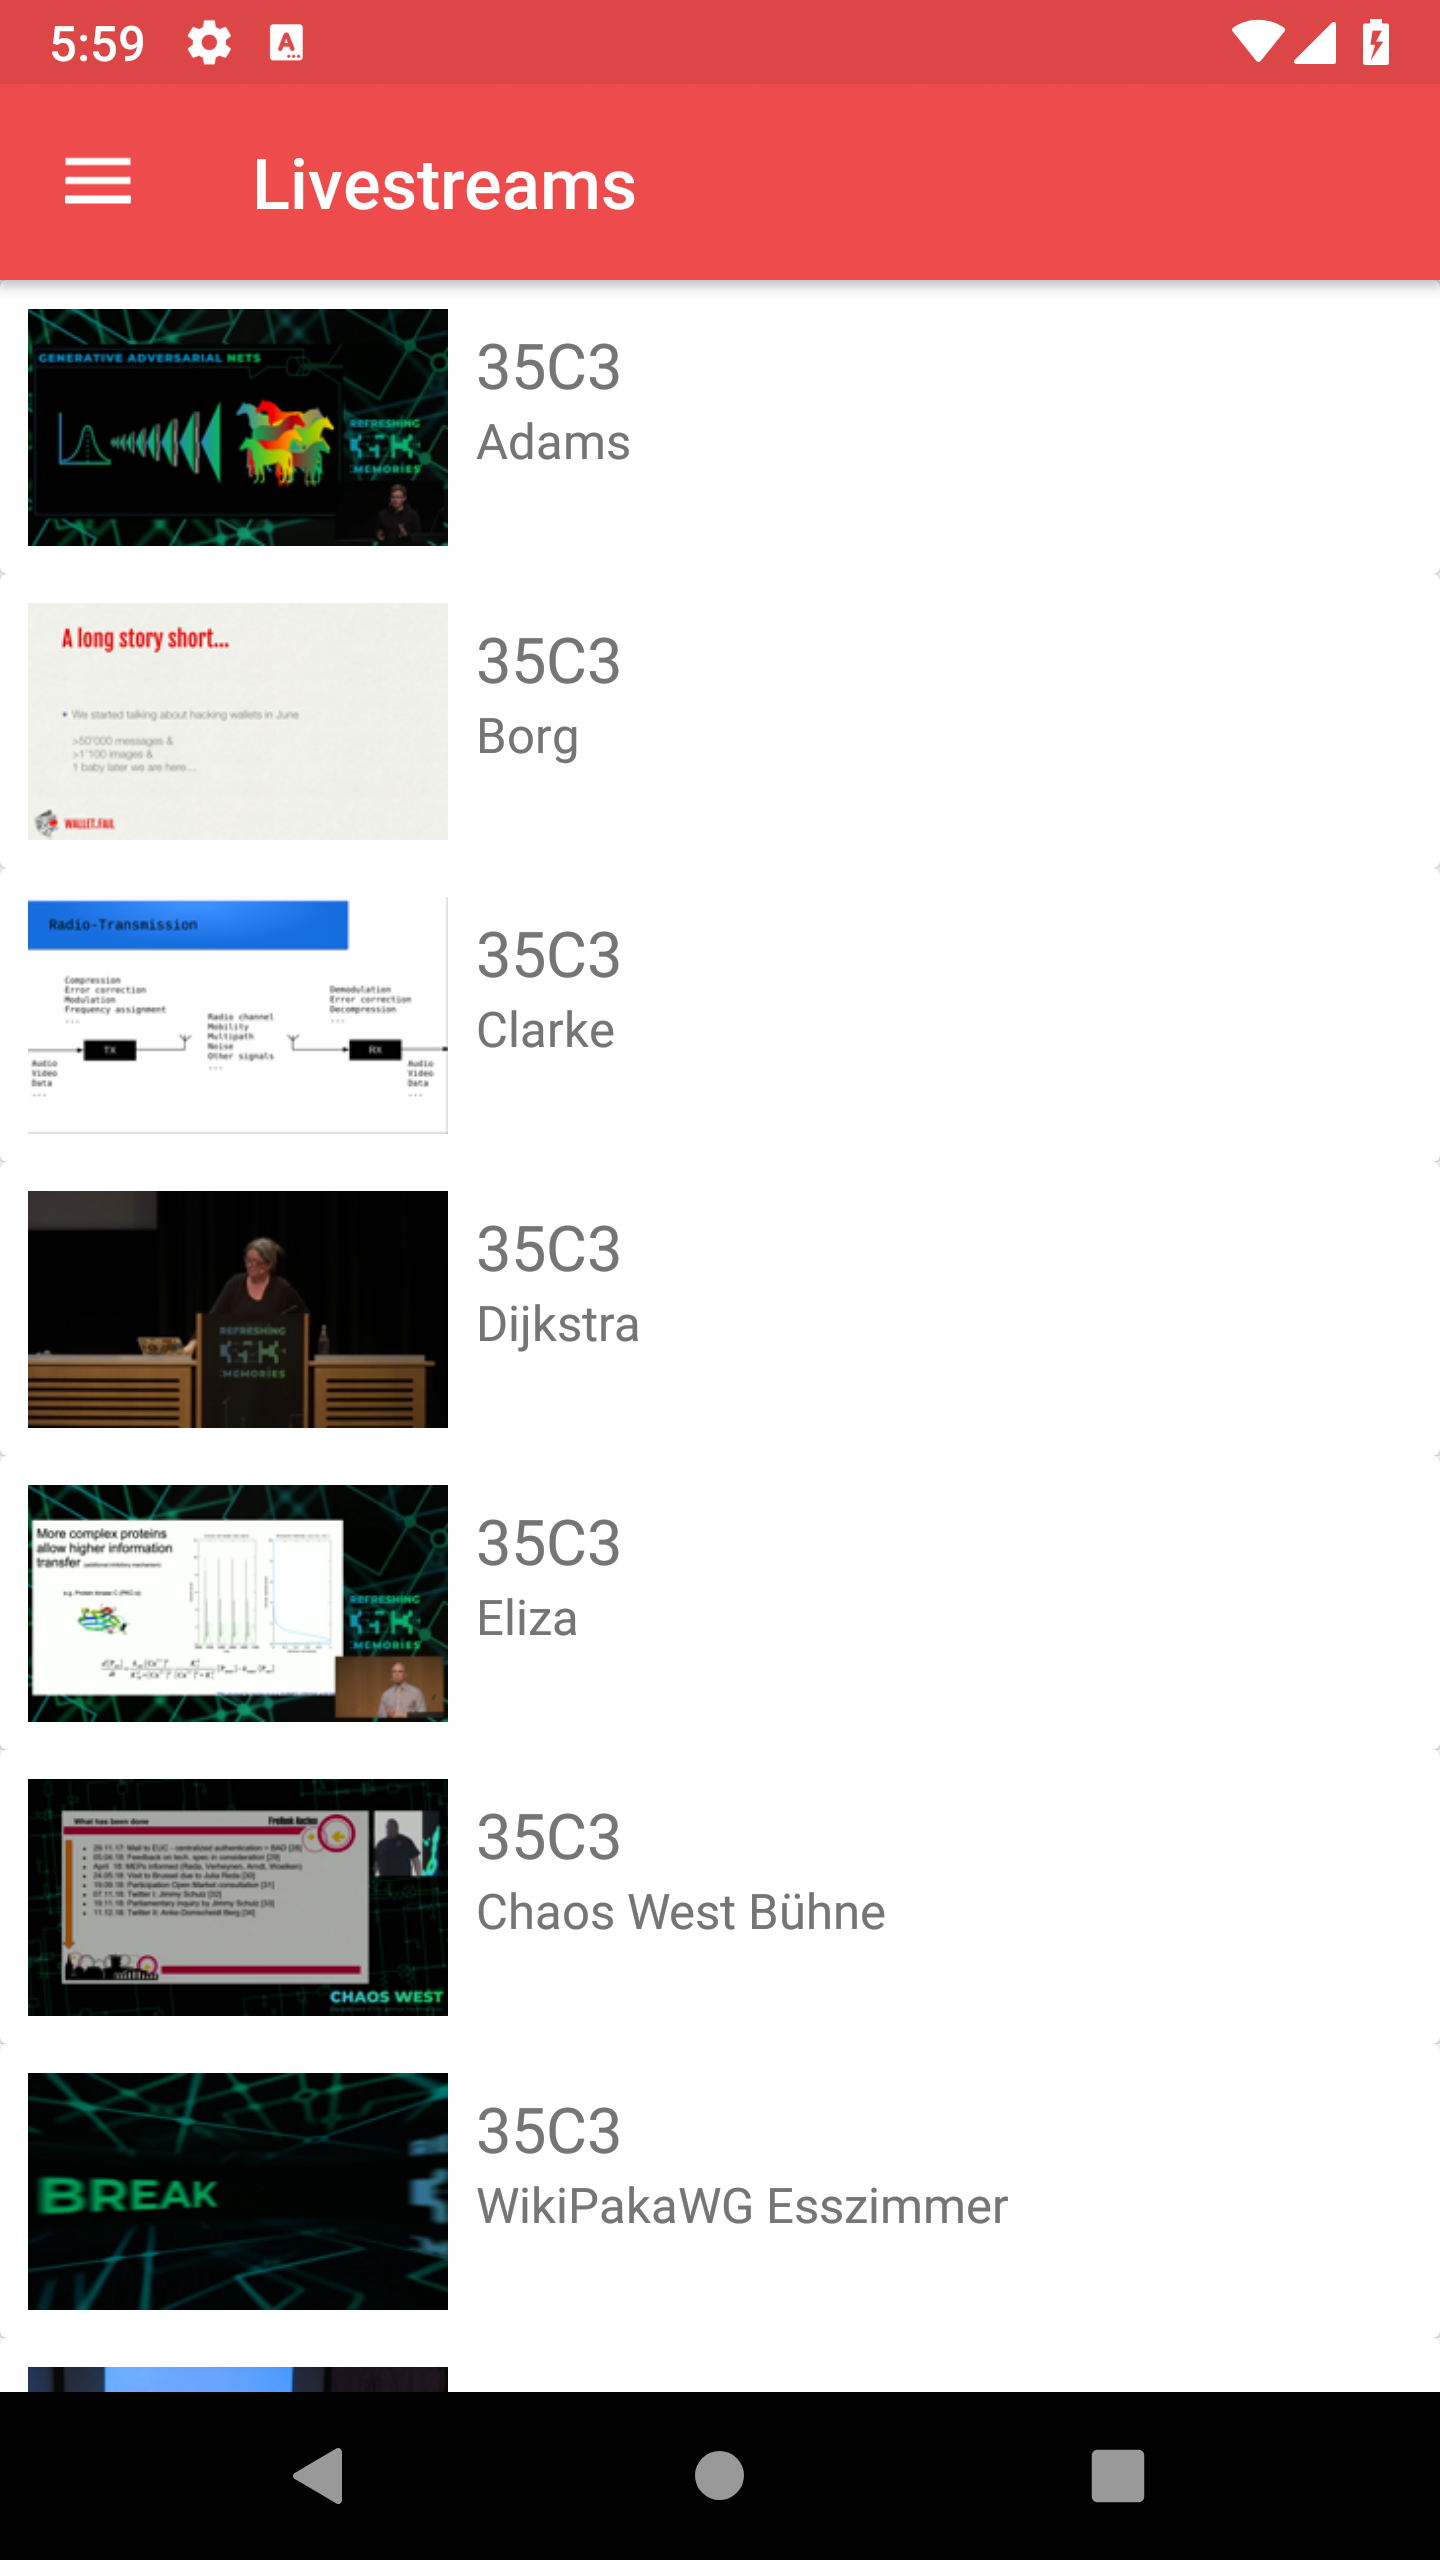 5:59
Livestreams
GENERATIVE ADVERSARIAL NETS
REFRESHING
MEMORIES
35C3
Adams
A long story short...
• We started talking about hacking wallets in June
>50'000 messages &
>1'100 images &
1 baby later we are here...
WALLET.FAIL
35C3
Borg
Radio-Transmission
Compression
Error correction
Modulation
Frequency assignment
...
Radio channel
Mobility
Multipath
Noise
Other signals
...
Demodulation
Error correction
Decompression
...
TX
RX
Audio
Video
Data
...
Audio
Video
Data
...
35C3
Clarke
REFRESHING
MEMORIES
35C3
Dijkstra
More complex proteins
allow higher information
transfer
REFRESHING
MEMORIES
35C3
Eliza
What has been done
Freifunk Aachen
CHAOS WEST
35C3
Chaos West Bühne
BREAK
35C3
WikiPakaWG Esszimmer